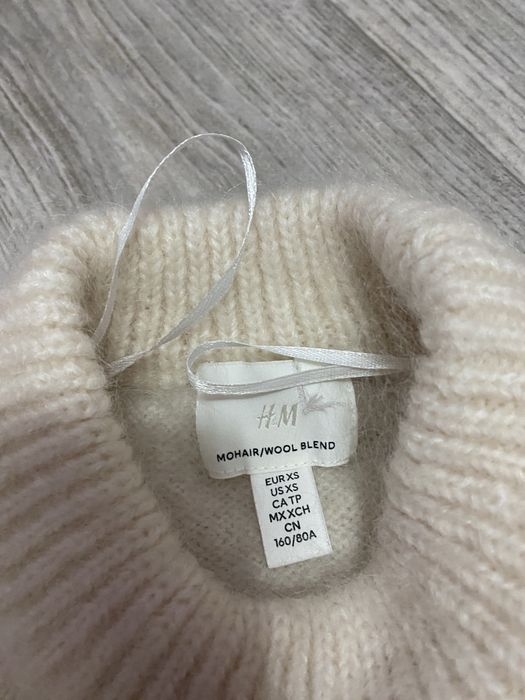 H&M
MOHAIR/WOOL BLEND
EUR XS
US XS
CA TP
MX XCH
CN
160/80A